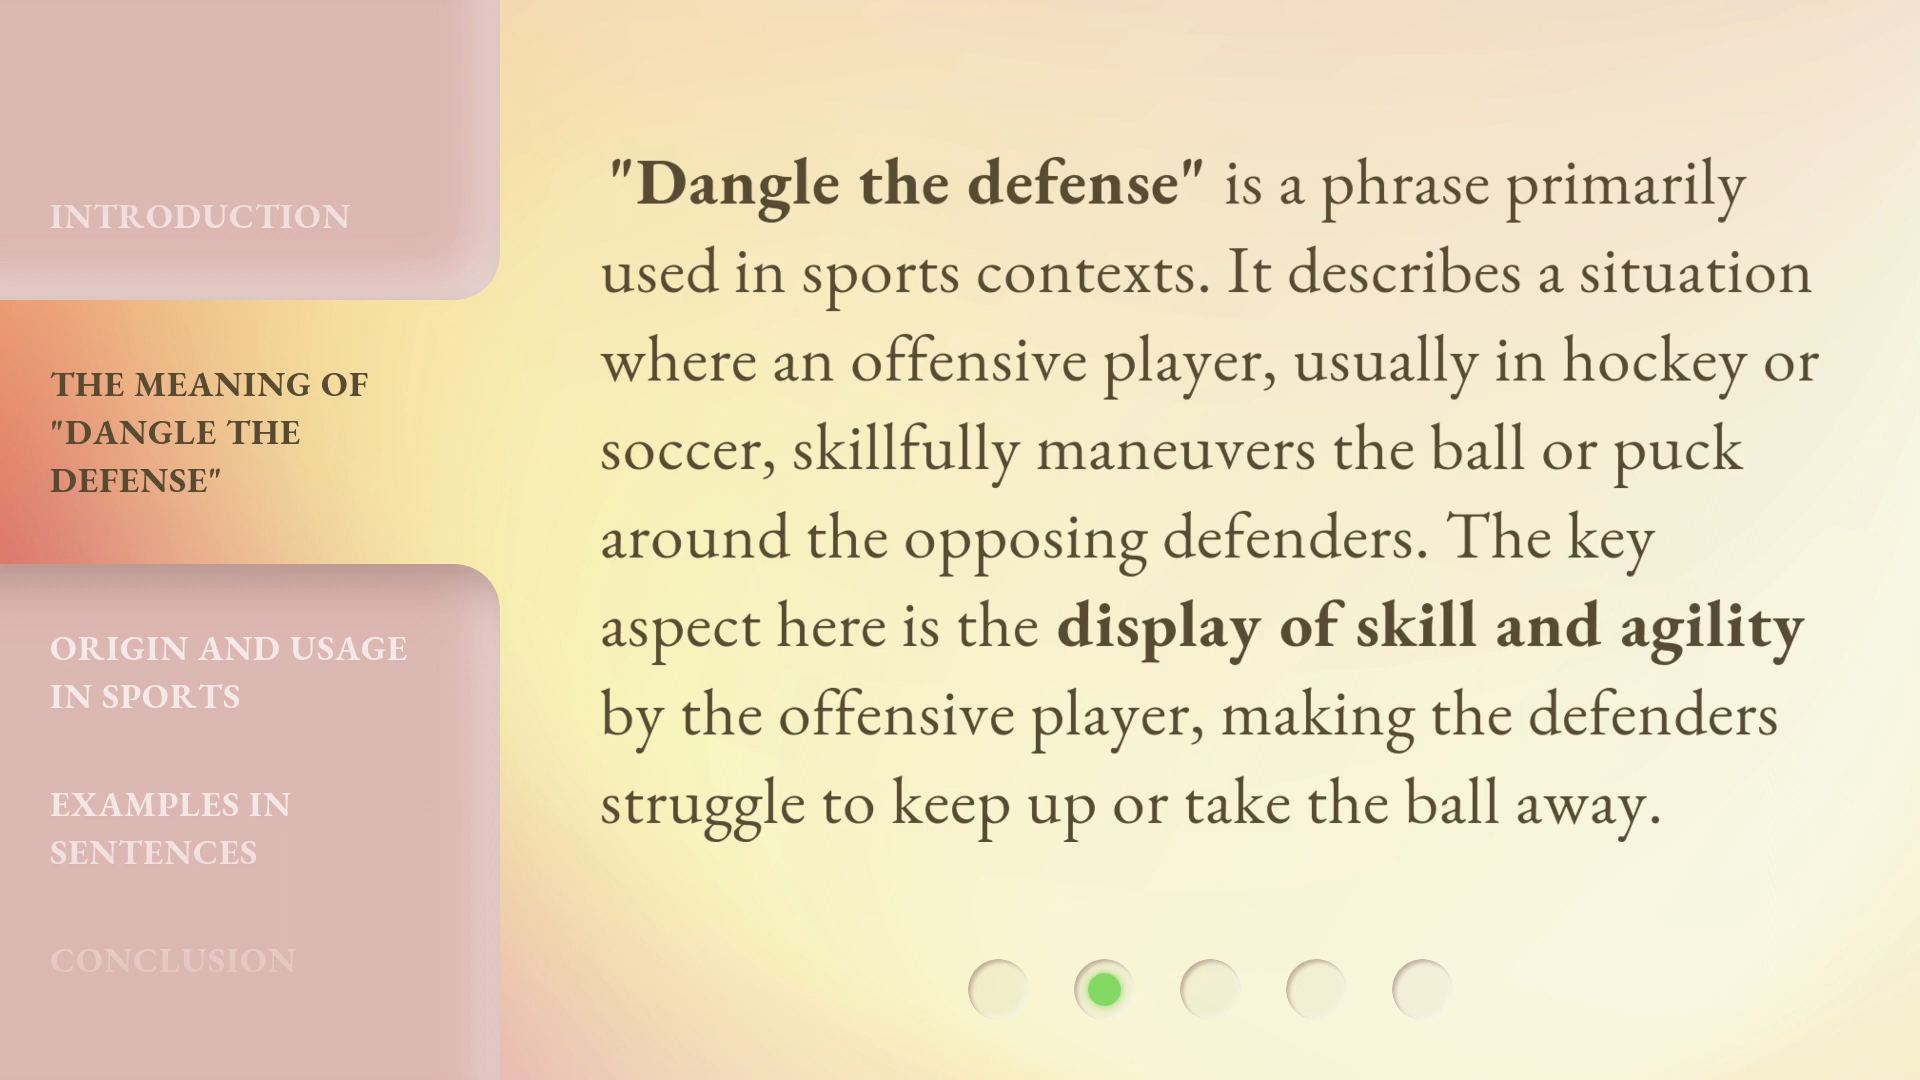 INTRODUCTION
THE MEANING OF
"DANGLE THE
DEFENSE"
ORIGIN AND USAGE
IN SPORTS
EXAMPLES IN
SENTENCES
CONCLUSION
"Dangle the defense" is a phrase primarily
used in sports contexts. It describes a situation
where an offensive player, usually in hockey or
soccer, skillfully maneuvers the ball or puck
around the opposing defenders. The key
aspect here is the display of skill and agility
by the offensive player, making the defenders
struggle to keep up or take the ball away.